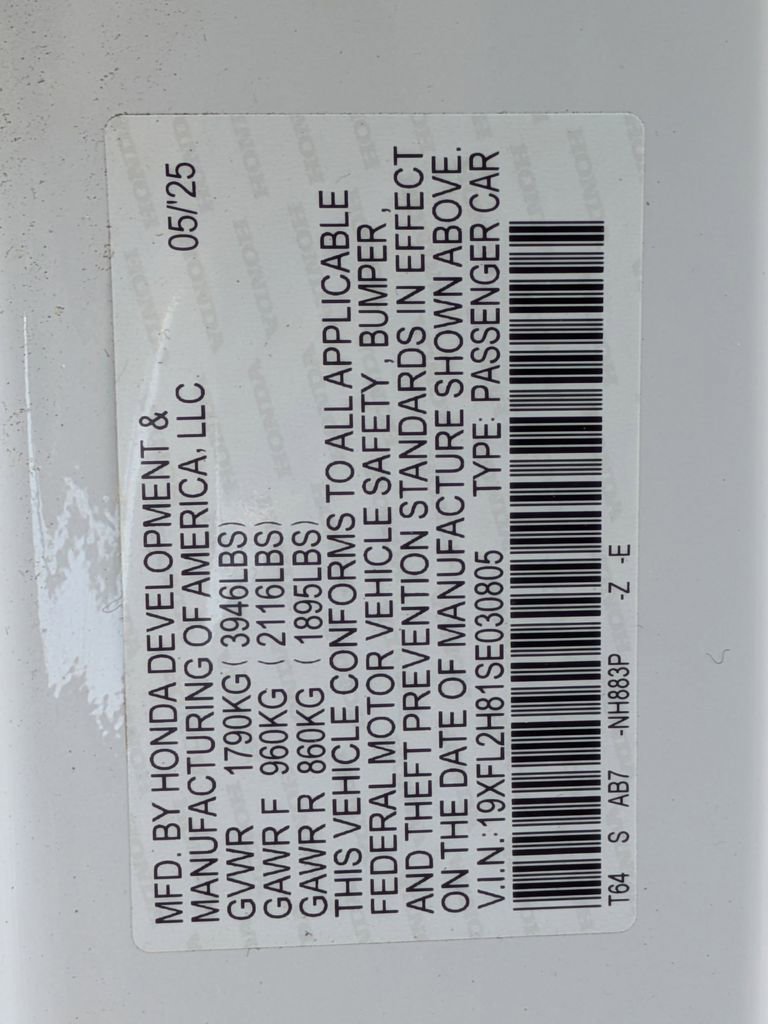 MFD. BY HONDA DEVELOPMENT & 05/'25
MANUFACTURING OF AMERICA, LLC
GVWR 1790KG ( 3946LBS)
GAWR F 960KG ( 2116LBS)
GAWR R 860KG ( 1895LBS)
THIS VEHICLE CONFORMS TO ALL APPLICABLE
FEDERAL MOTOR VEHICLE SAFETY , BUMPER ,
AND THEFT PREVENTION STANDARDS IN EFFECT
ON THE DATE OF MANUFACTURE SHOWN ABOVE.
V.I.N.:19XFL2H81SE030805 TYPE: PASSENGER CAR
T64 S AB7 -NH883P -Z -E